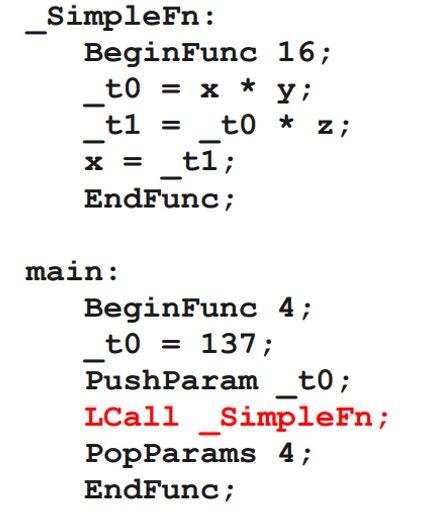 _SimpleFn:
BeginFunc 16;
_t0 = x * y;
_t1 = _t0 * z;
x = _t1;
EndFunc;
main:
BeginFunc 4;
_t0 = 137;
PushParam _t0;
LCall _SimpleFn;
PopParams 4;
EndFunc;